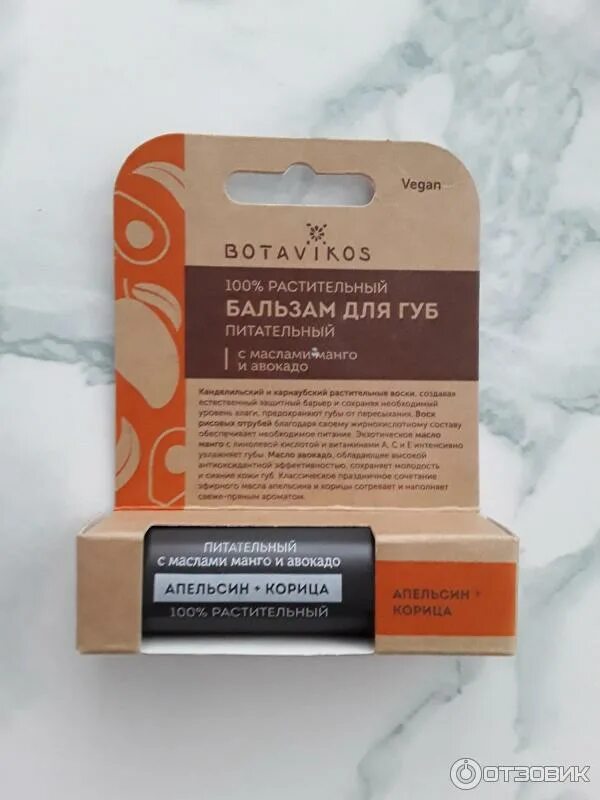 Vegan
BOTAVIKOS
100% РАСТИТЕЛЬНЫЙ
БАЛЬЗАМ ДЛЯ ГУБ
ПИТАТЕЛЬНЫЙ
с маслами манго
и авокадо
Канделильский и карнаубский растительные воски, создавая
естественный защитный барьер и сохраняя необходимый
уровень влаги, предохраняют губы от пересыхания. Воск
рисовых отрубей благодаря своему жирнокислотному составу
обеспечивает необходимое питание. Экзотическое масло
манго с линолевой кислотой и витаминами А, С и Е интенсивно
увлажняет губы. Масло авокадо, обладающее высокой
антиоксидантной эффективностью, сохраняет молодость
и сияние кожи губ. Классическое праздничное сочетание
эфирного масла апельсина и корицы согревает и наполняет
свеже-пряным ароматом.
ПИТАТЕЛЬНЫЙ
с маслами манго и авокадо
АПЕЛЬСИН + КОРИЦА
100% РАСТИТЕЛЬНЫЙ
АПЕЛЬСИН +
КОРИЦА
ОТЗОВИК